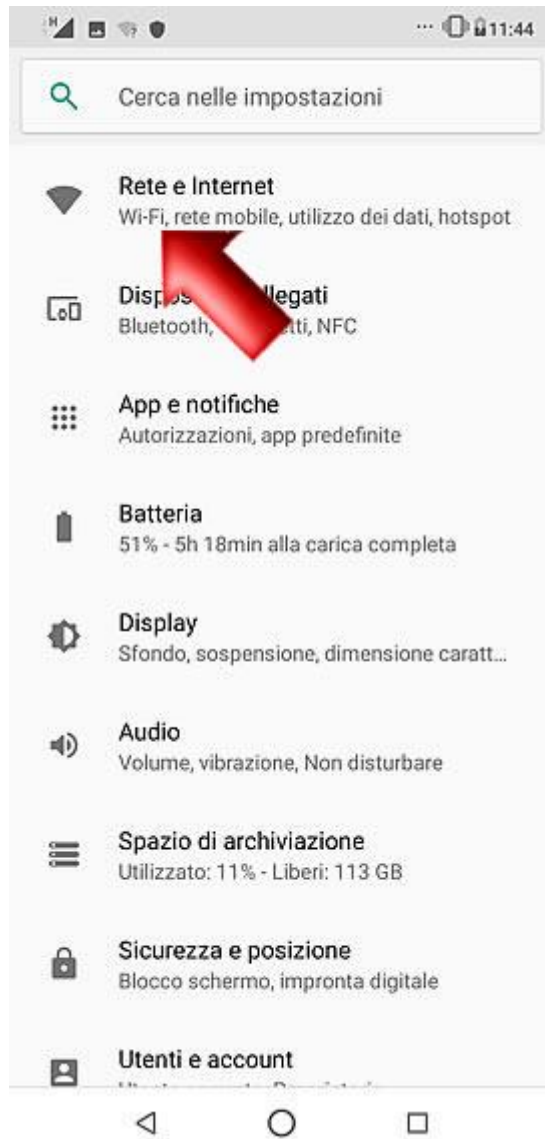 H
11:44
Cerca nelle impostazioni
Rete e Internet
Wi-Fi, rete mobile, utilizzo dei dati, hotspot
Bluetooth, NFC
App e notifiche
Autorizzazioni, app predefinite
Batteria
51% - 5h 18min alla carica completa
Display
Sfondo, sospensione, dimensione caratt...
Audio
Volume, vibrazione, Non disturbare
Spazio di archiviazione
Utilizzato: 11% - Liberi: 113 GB
Sicurezza e posizione
Blocco schermo, impronta digitale
Utenti e account